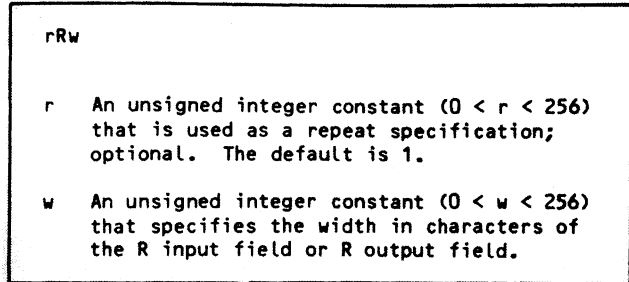 rRw
r An unsigned integer constant (0 < r < 256)
that is used as a repeat specification;
optional. The default is 1.
w An unsigned integer constant (0 < w < 256)
that specifies the width in characters of
the R input field or R output field.